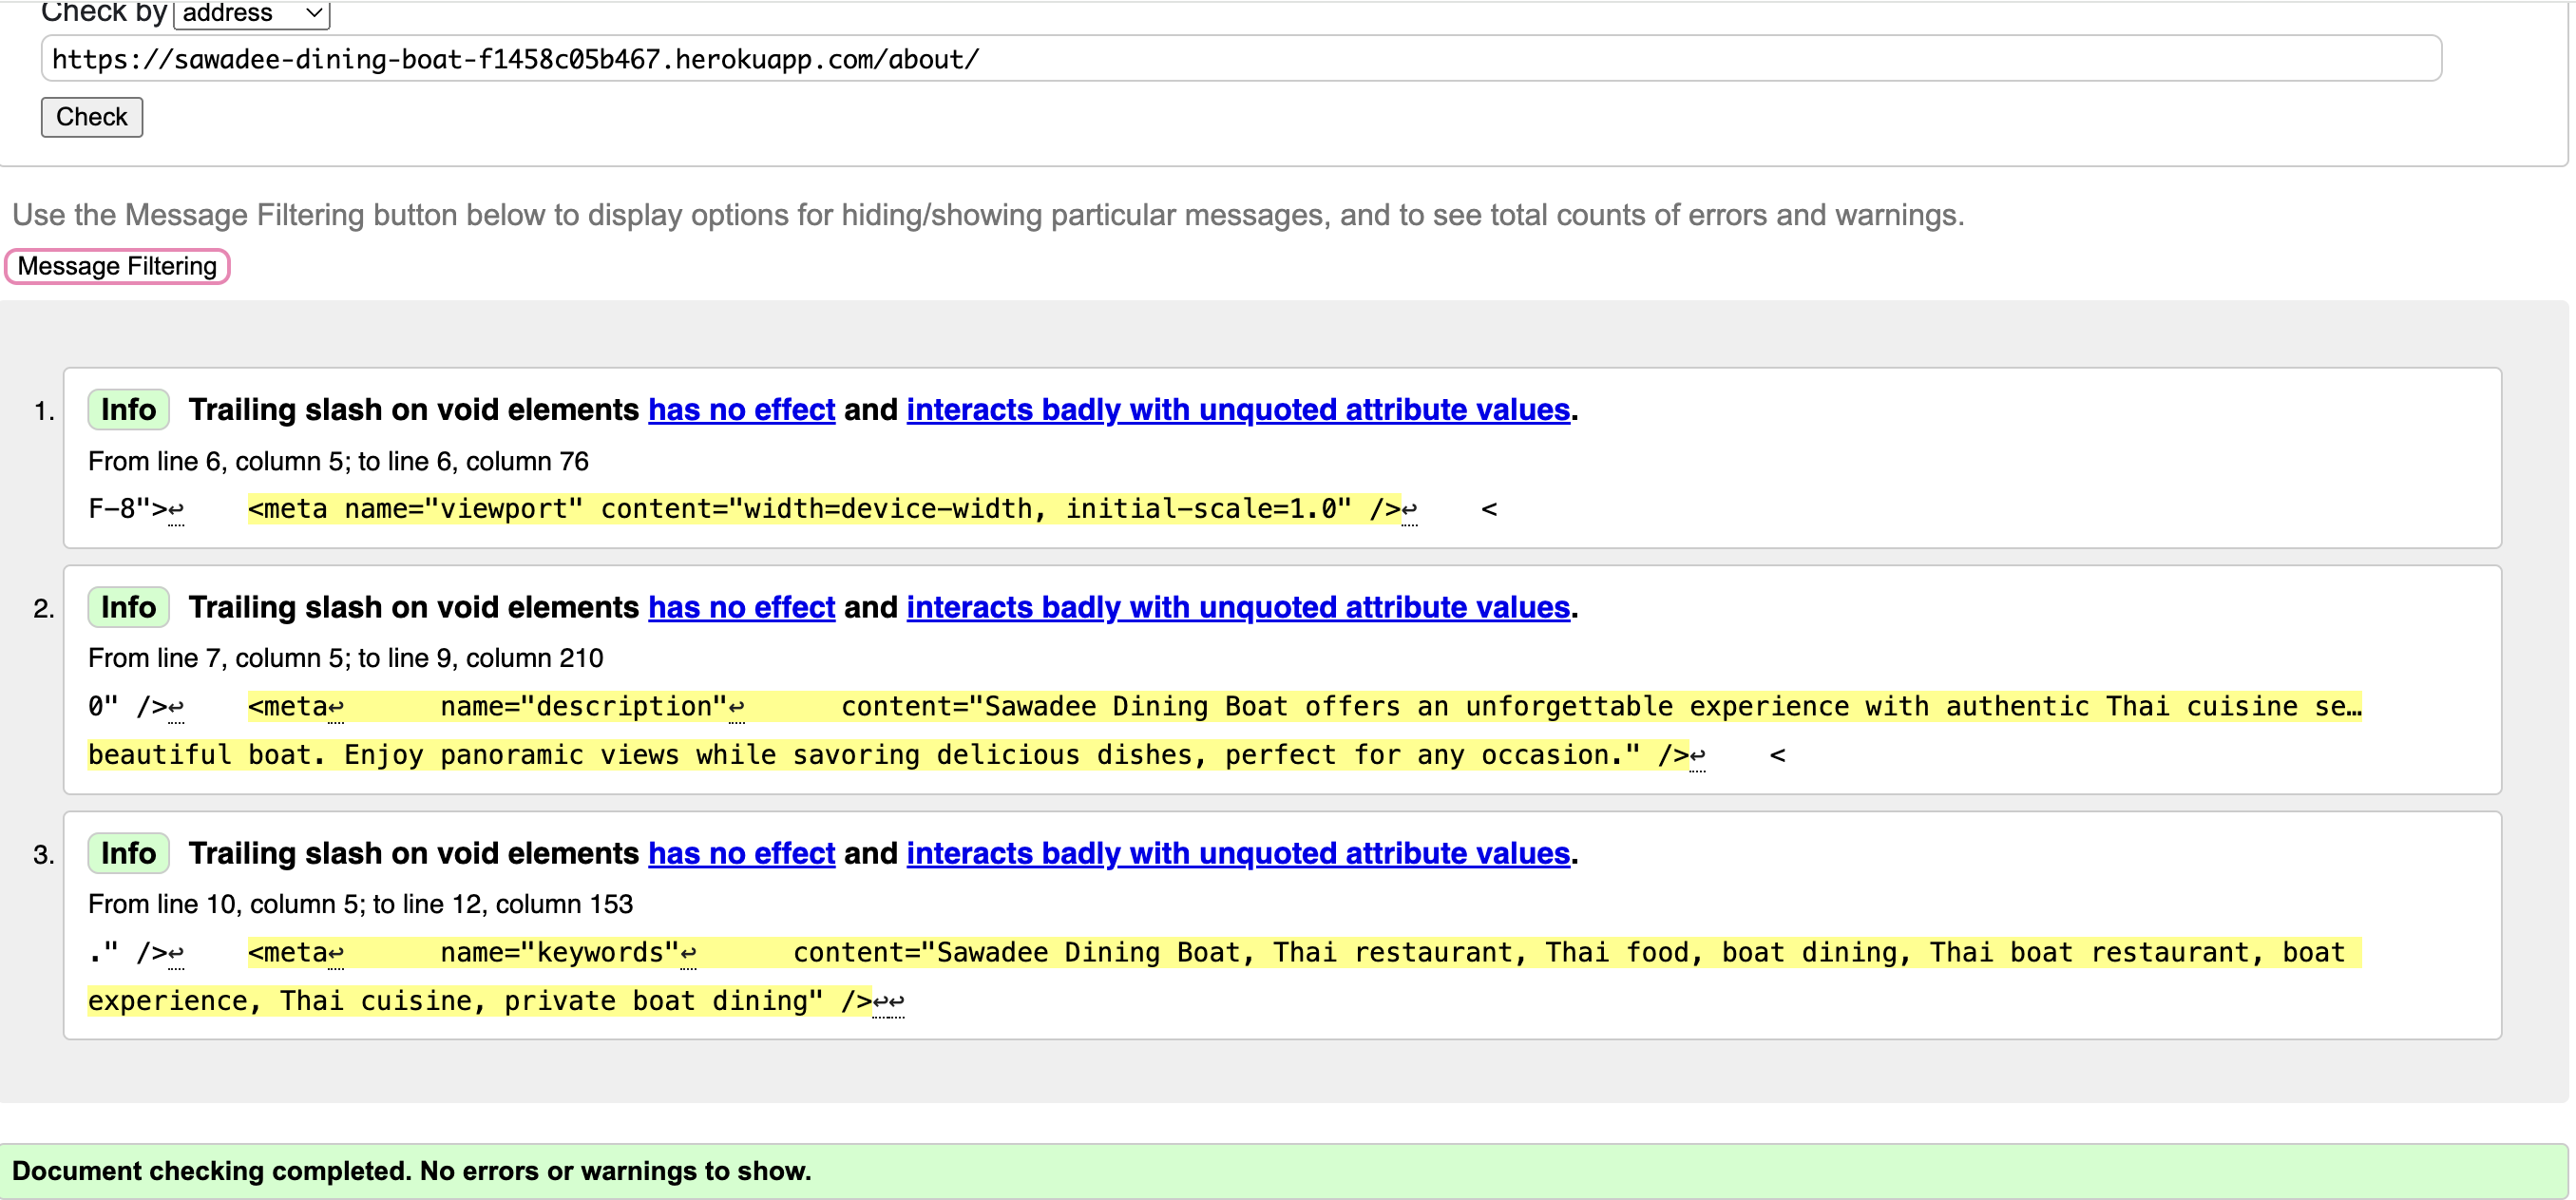 Check by address
https://sawadee-dining-boat-f1458c05b467.herokuapp.com/about/
Check
Use the Message Filtering button below to display options for hiding/showing particular messages, and to see total counts of errors and warnings.
Message Filtering
1. Info Trailing slash on void elements has no effect and interacts badly with unquoted attribute values.
From line 6, column 5; to line 6, column 76
F-8">↩    <meta name="viewport" content="width=device-width, initial-scale=1.0" />↩    <
2. Info Trailing slash on void elements has no effect and interacts badly with unquoted attribute values.
From line 7, column 5; to line 9, column 210
0" />↩    <meta↩      name="description"↩      content="Sawadee Dining Boat offers an unforgettable experience with authentic Thai cuisine se…
beautiful boat. Enjoy panoramic views while savoring delicious dishes, perfect for any occasion." />↩    <
3. Info Trailing slash on void elements has no effect and interacts badly with unquoted attribute values.
From line 10, column 5; to line 12, column 153
." />↩    <meta↩      name="keywords"↩      content="Sawadee Dining Boat, Thai restaurant, Thai food, boat dining, Thai boat restaurant, boat
experience, Thai cuisine, private boat dining" />↩↩
Document checking completed. No errors or warnings to show.